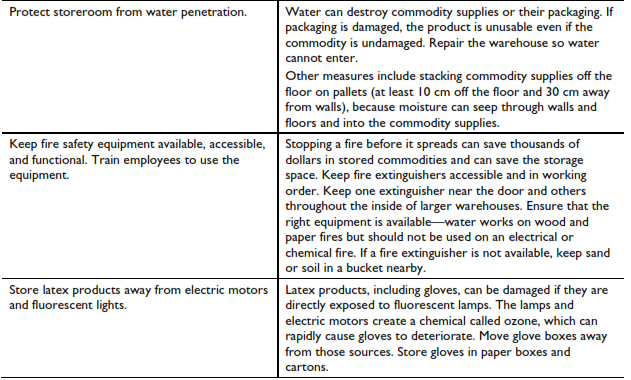 Protect storeroom from water penetration.
Water can destroy commodity supplies or their packaging. If
packaging is damaged, the product is unusable even if the
commodity is undamaged. Repair the warehouse so water
cannot enter.
Other measures include stacking commodity supplies off the
floor on pallets (at least 10 cm off the floor and 30 cm away
from walls), because moisture can seep through walls and
floors and into the commodity supplies.
Keep fire safety equipment available, accessible,
and functional. Train employees to use the
equipment.
Stopping a fire before it spreads can save thousands of
dollars in stored commodities and can save the storage
space. Keep fire extinguishers accessible and in working
order. Keep one extinguisher near the door and others
throughout the inside of larger warehouses. Ensure that the
right equipment is available—water works on wood and
paper fires but should not be used on an electrical or
chemical fire. If a fire extinguisher is not available, keep sand
or soil in a bucket nearby.
Store latex products away from electric motors
and fluorescent lights.
Latex products, including gloves, can be damaged if they are
directly exposed to fluorescent lamps. The lamps and
electric motors create a chemical called ozone, which can
rapidly cause gloves to deteriorate. Move glove boxes away
from those sources. Store gloves in paper boxes and
cartons.